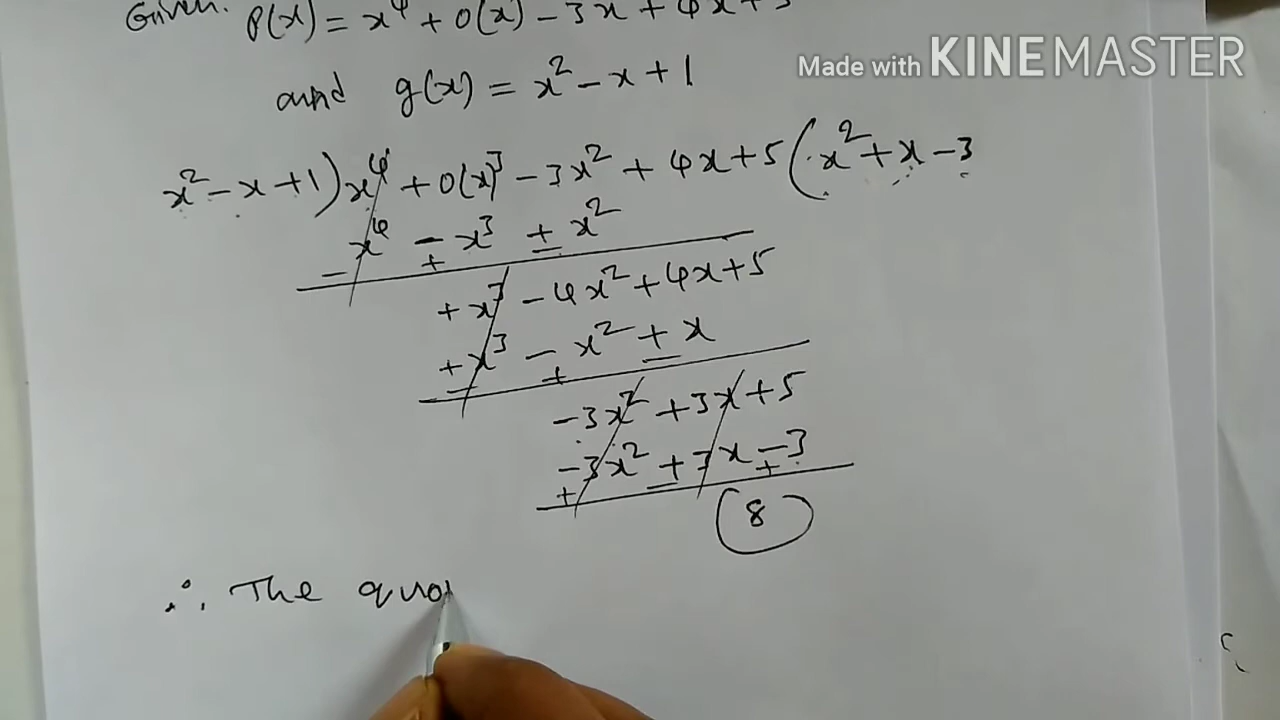 Given. P(x) = x⁴ + 0(x) - 3x + 4x + 5
Made with KINEMASTER
and g(x) = x² - x + 1
x² - x + 1 ) x⁴ + 0(x)³ - 3x² + 4x + 5 ( x² + x - 3
x⁴ - x³ + x²
- + -
+ x³ - 4x² + 4x + 5
+ x³ - x² + x
- + -
- 3x² + 3x + 5
- 3x² + 3x - 3
+ - +
8
∴ The quo